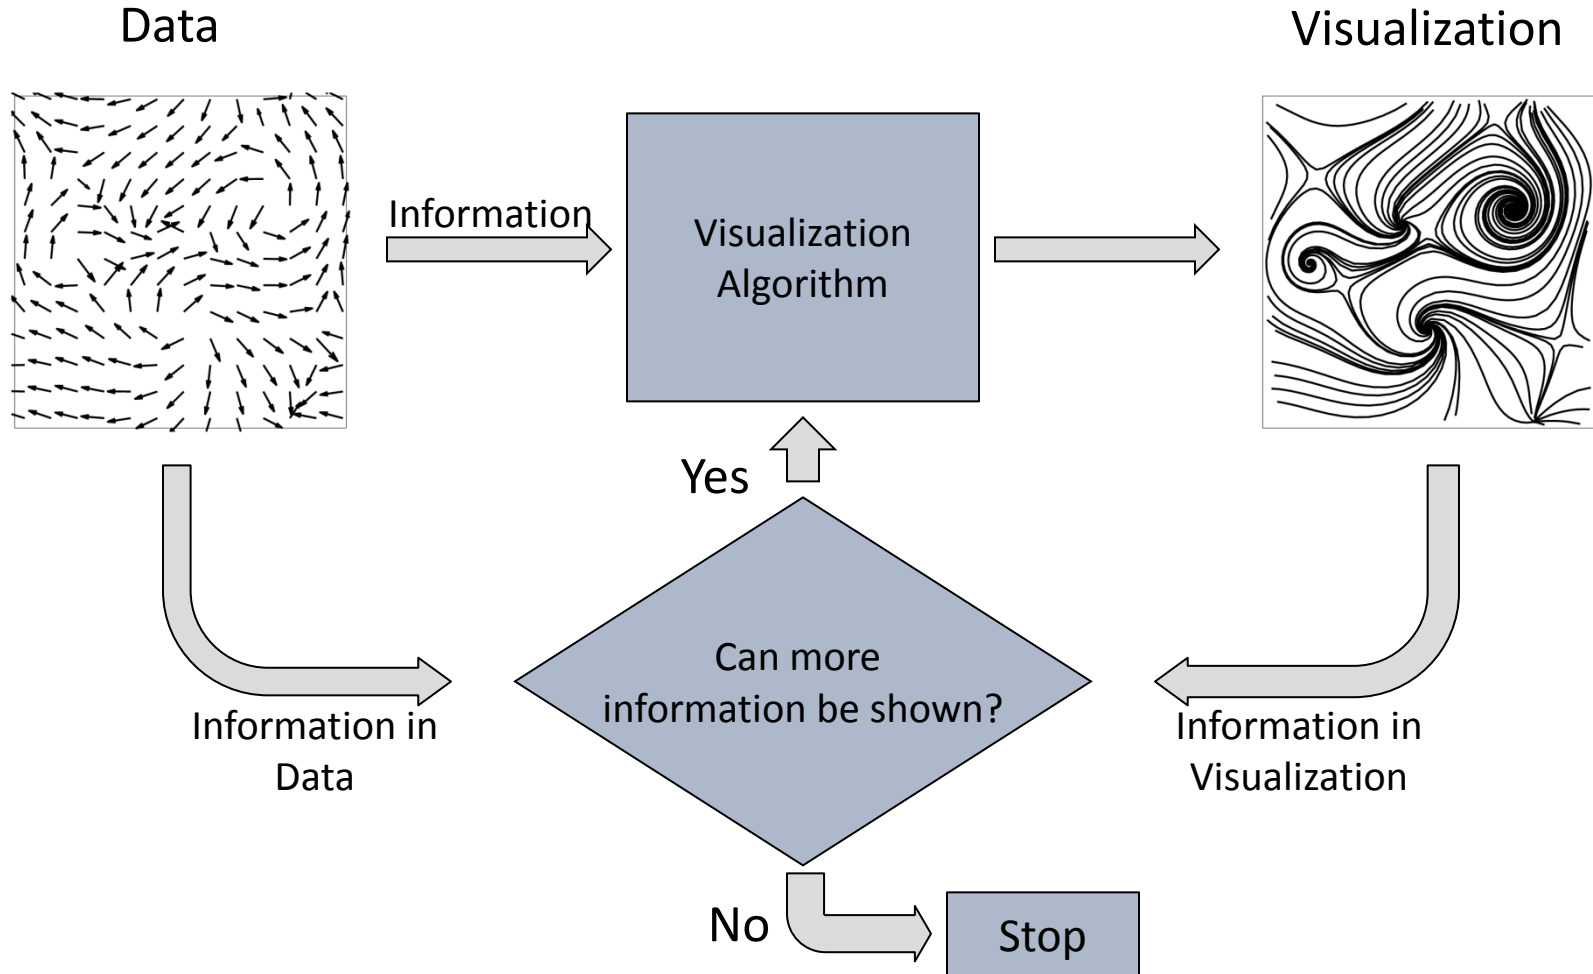 Data
Visualization
Information
Visualization
Algorithm
Yes
Can more
information be shown?
Information in
Data
Information in
Visualization
No
Stop